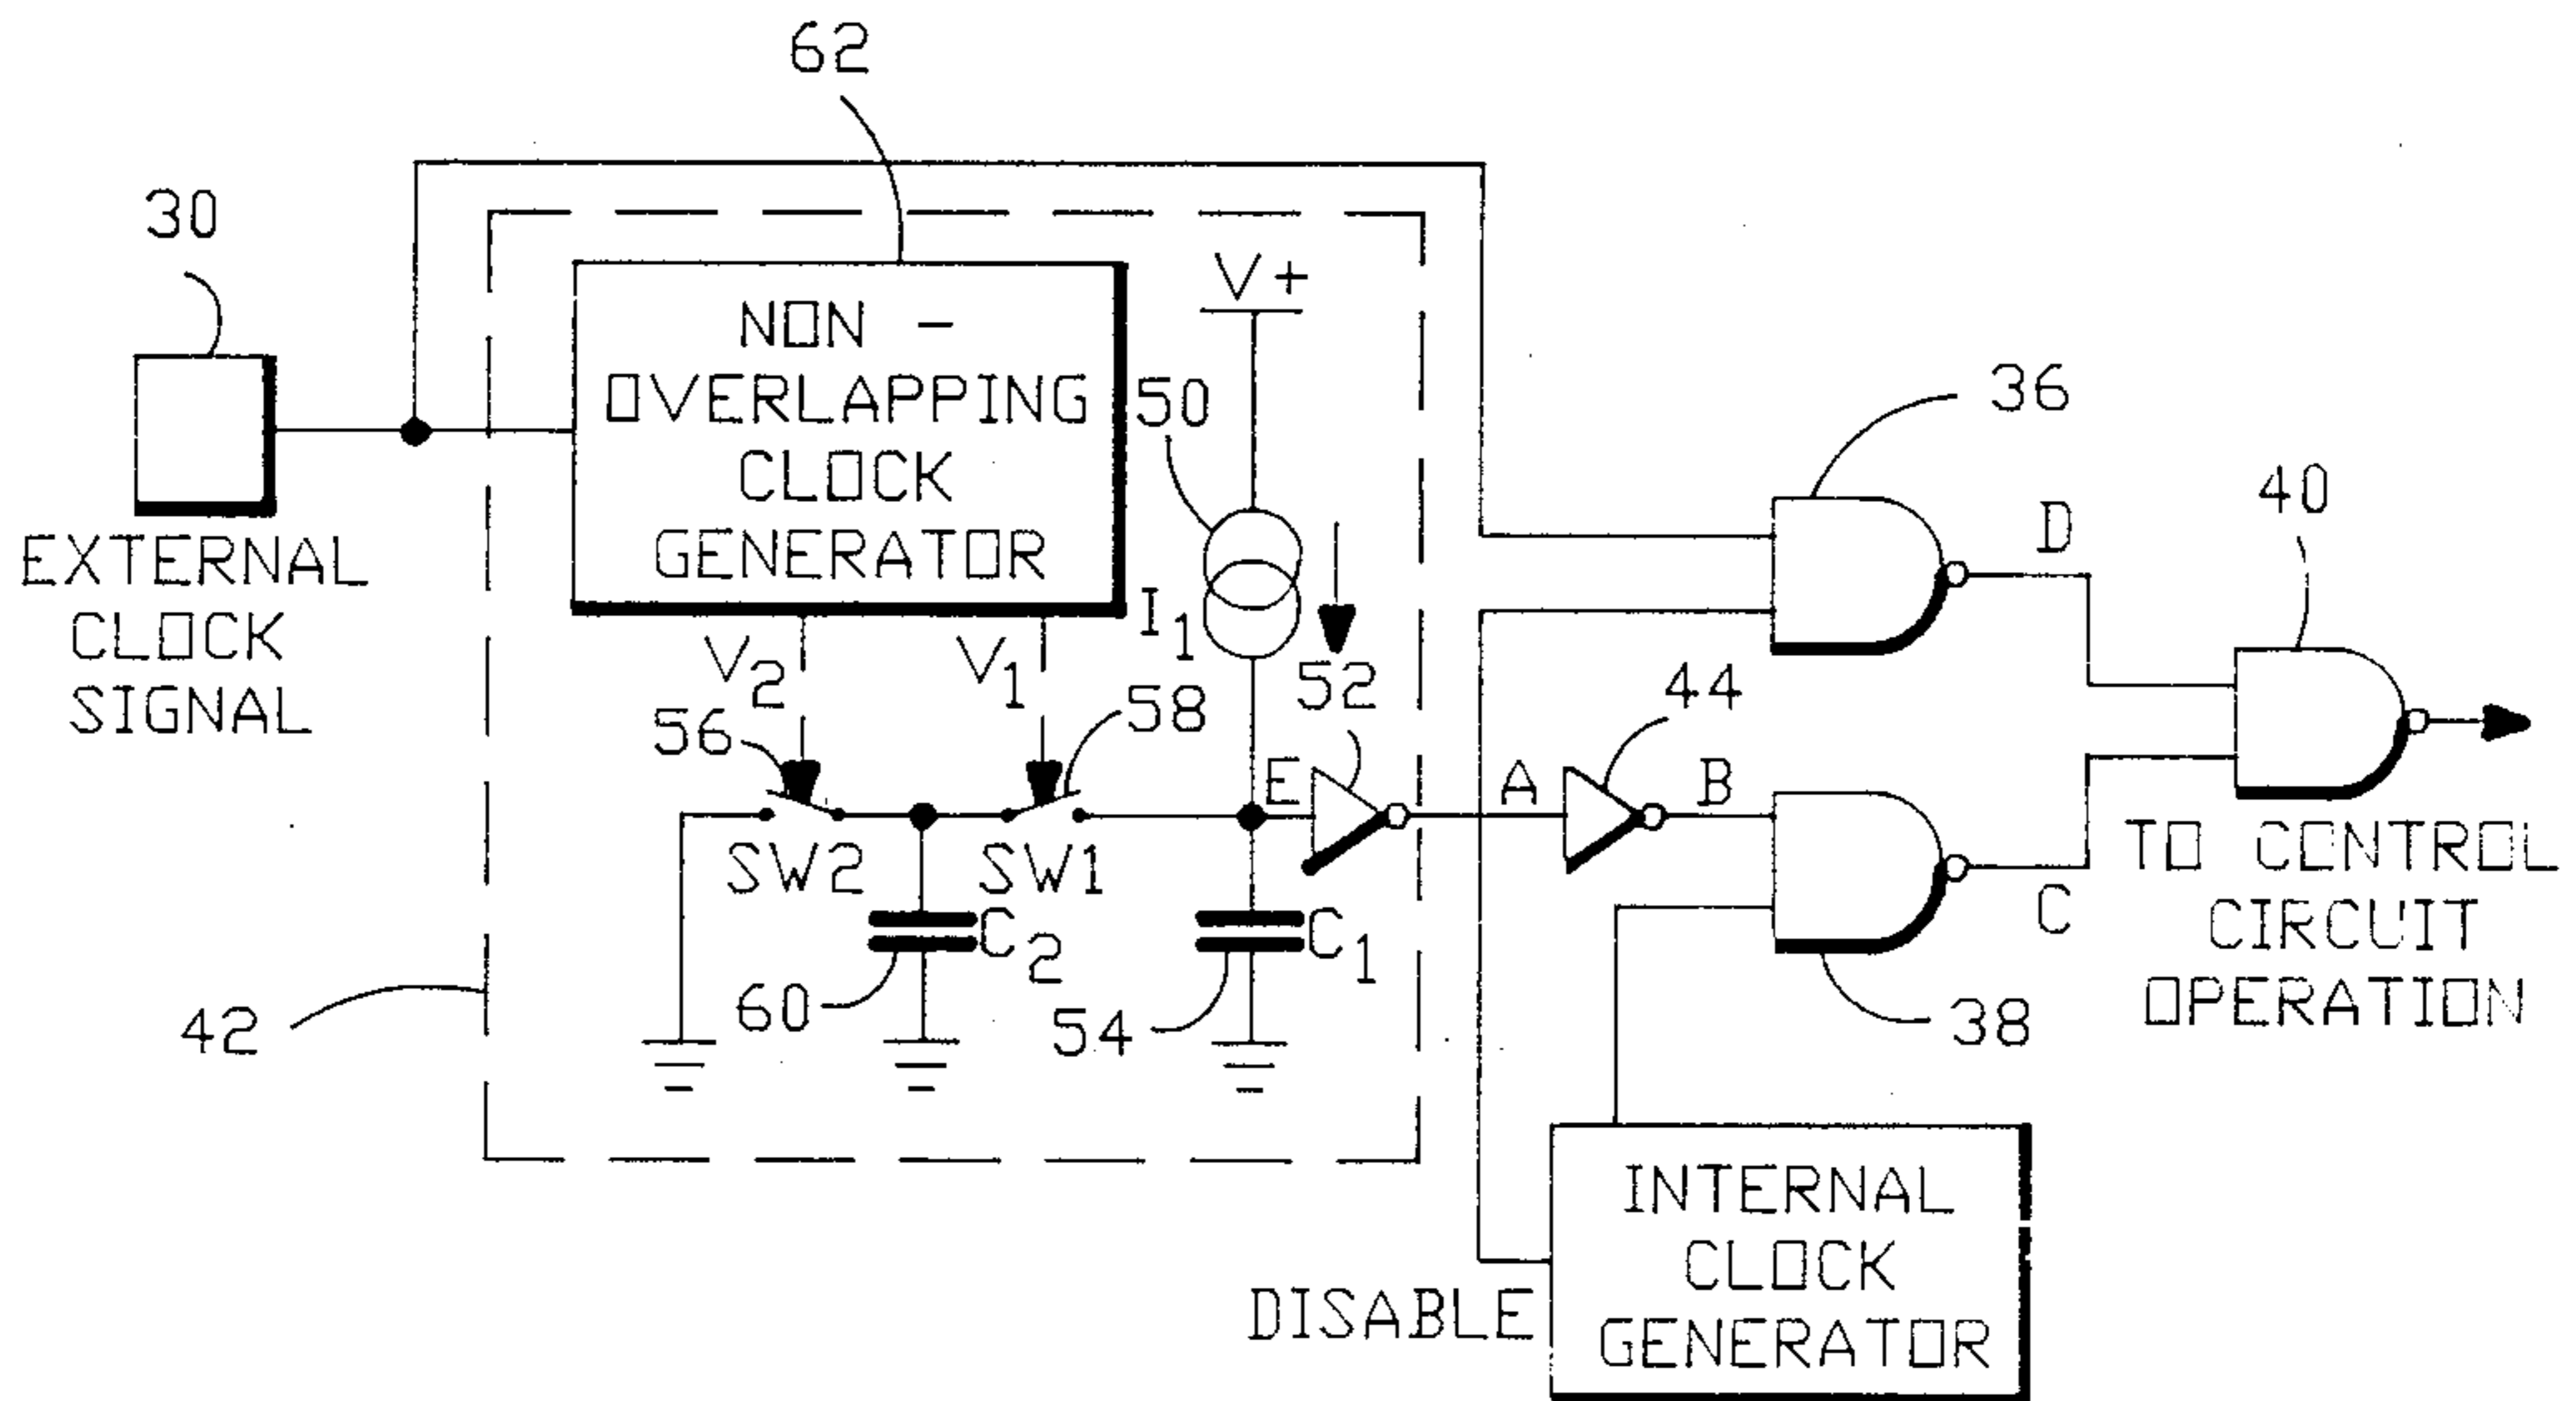 62
30
NON -
OVERLAPPING
CLOCK
GENERATOR
V+
50
I1
52
36
D
40
EXTERNAL
CLOCK
SIGNAL
V2
V1
56
58
44
E
A
B
SW2
SW1
C2
C1
60
54
42
C
38
TO CONTROL
CIRCUIT
OPERATION
DISABLE
INTERNAL
CLOCK
GENERATOR